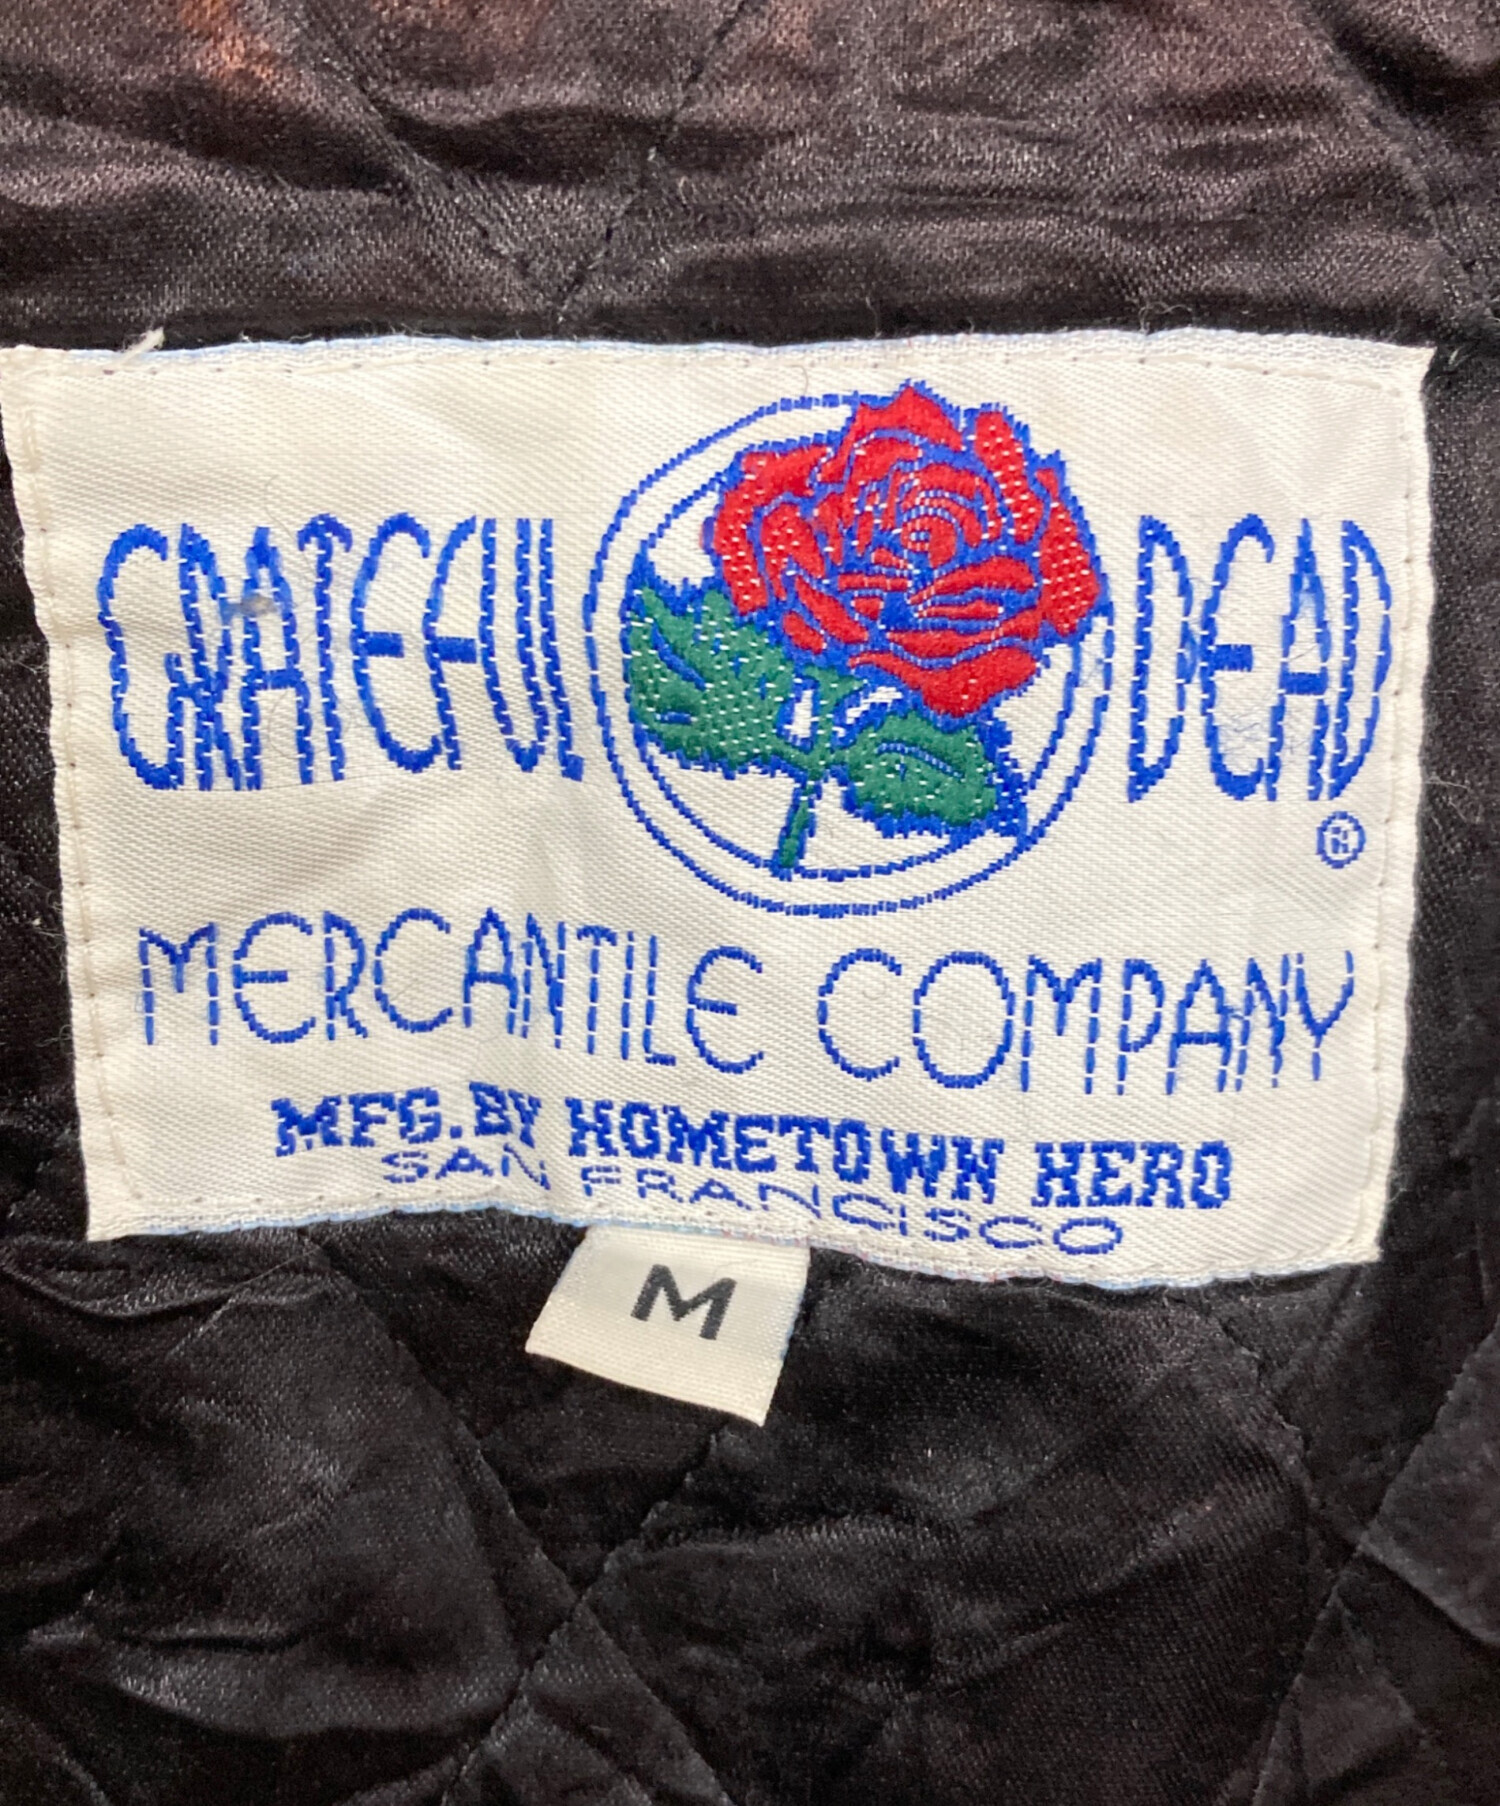 GRATEFUL DEAD ®
MERCANTILE COMPANY
MFG.BY HOMETOWN HERO
SAN FRANCISCO
M